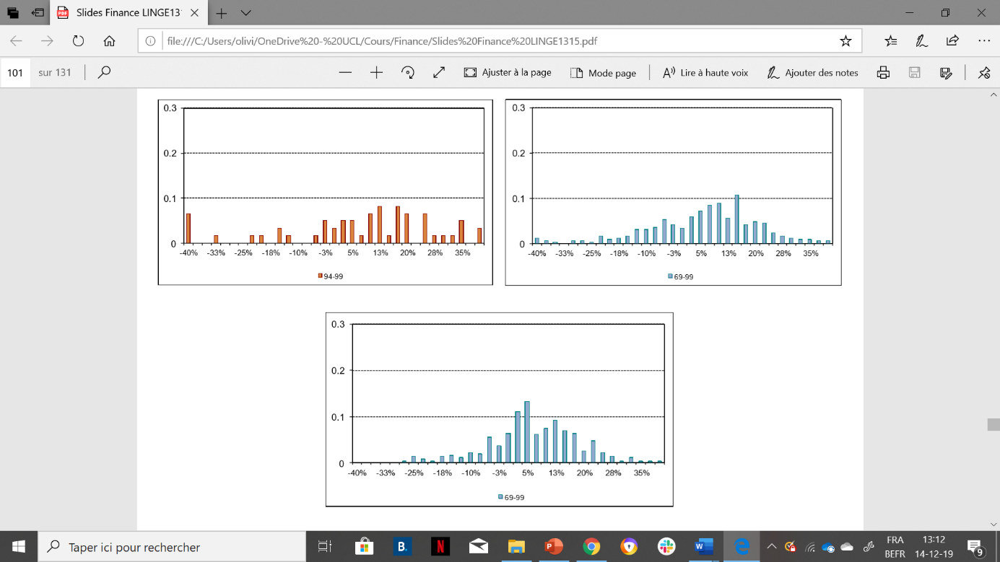 Slides Finance LINGE13
file:///C:/Users/olivi/OneDrive%20-%20UCL/Cours/Finance/Slides%20Finance%20LINGE1315.pdf
101 sur 131 Ajuster à la page Mode page Lire à haute voix Ajouter des notes
0.3
0.2
0.1
0
-40% -33% -25% -18% -10% -3% 5% 13% 20% 28% 35%
94-99
0.3
0.2
0.1
0
-40% -33% -25% -18% -10% -3% 5% 13% 20% 28% 35%
69-99
0.3
0.2
0.1
0
-40% -33% -25% -18% -10% -3% 5% 13% 20% 28% 35%
69-99
Taper ici pour rechercher
B.
N
FRA
BEFR
13:12
14-12-19
9